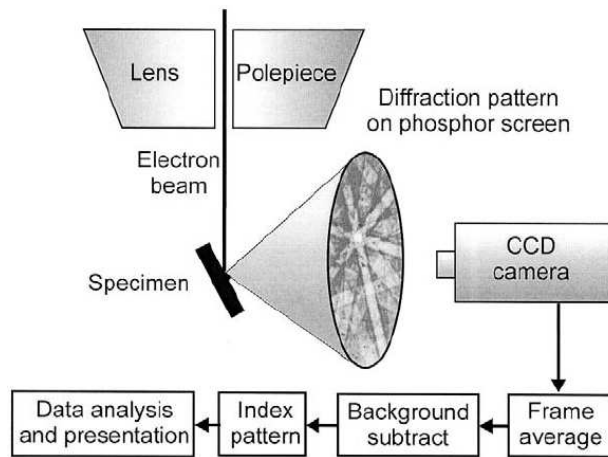 Lens
Polepiece
Diffraction pattern
on phosphor screen
Electron
beam
CCD
camera
Specimen
Data analysis
and presentation
Index
pattern
Background
subtract
Frame
average